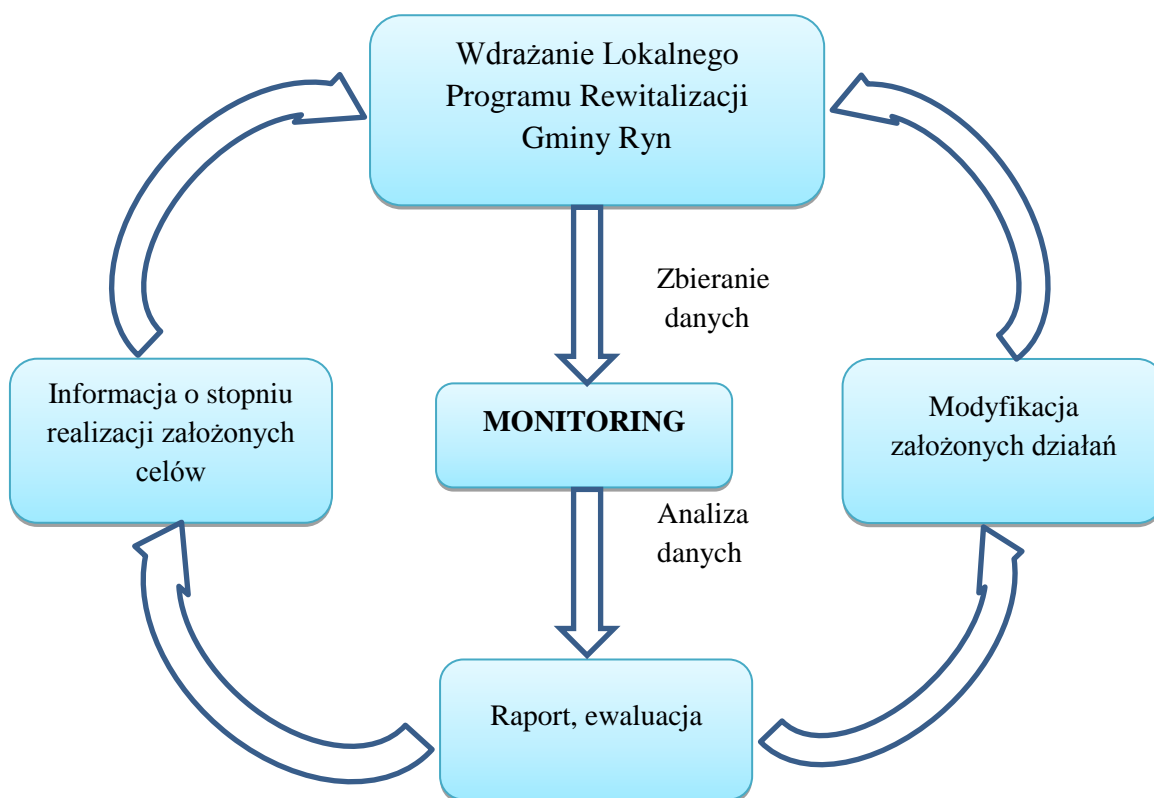 Wdrażanie Lokalnego
Programu Rewitalizacji
Gminy Ryn
Zbieranie
danych
Informacja o stopniu
realizacji założonych
celów
MONITORING
Modyfikacja
założonych działań
Analiza
danych
Raport, ewaluacja